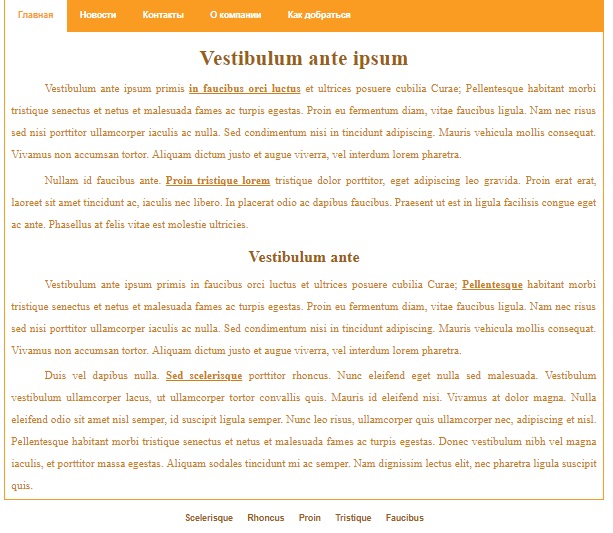 Главная Новости Контакты О компании Как добраться
Vestibulum ante ipsum
Vestibulum ante ipsum primis in faucibus orci luctus et ultrices posuere cubilia Curae; Pellentesque habitant morbi
tristique senectus et netus et malesuada fames ac turpis egestas. Proin eu fermentum diam, vitae faucibus ligula. Nam nec risus
sed nisi porttitor ullamcorper iaculis ac nulla. Sed condimentum nisi in tincidunt adipiscing. Mauris vehicula mollis consequat.
Vivamus non accumsan tortor. Aliquam dictum justo et augue viverra, vel interdum lorem pharetra.
Nullam id faucibus ante. Proin tristique lorem tristique dolor porttitor, eget adipiscing leo gravida. Proin erat erat,
laoreet sit amet tincidunt ac, iaculis nec libero. In placerat odio ac dapibus faucibus. Praesent ut est in ligula facilisis congue eget
ac ante. Phasellus at felis vitae est molestie ultricies.
Vestibulum ante
Vestibulum ante ipsum primis in faucibus orci luctus et ultrices posuere cubilia Curae; Pellentesque habitant morbi
tristique senectus et netus et malesuada fames ac turpis egestas. Proin eu fermentum diam, vitae faucibus ligula. Nam nec risus
sed nisi porttitor ullamcorper iaculis ac nulla. Sed condimentum nisi in tincidunt adipiscing. Mauris vehicula mollis consequat.
Vivamus non accumsan tortor. Aliquam dictum justo et augue viverra, vel interdum lorem pharetra.
Duis vel dapibus nulla. Sed scelerisque porttitor rhoncus. Nunc eleifend eget nulla sed malesuada. Vestibulum
vestibulum ullamcorper lacus, ut ullamcorper tortor convallis quis. Mauris id eleifend nisi. Vivamus at dolor magna. Nulla
eleifend odio sit amet nisl semper, id suscipit ligula semper. Nunc leo risus, ullamcorper quis ullamcorper nec, adipiscing et nisl.
Pellentesque habitant morbi tristique senectus et netus et malesuada fames ac turpis egestas. Donec vestibulum nibh vel magna
iaculis, et porttitor massa egestas. Aliquam sodales tincidunt mi ac semper. Nam dignissim lectus elit, nec pharetra ligula suscipit
quis.
Scelerisque Rhoncus Proin Tristique Faucibus